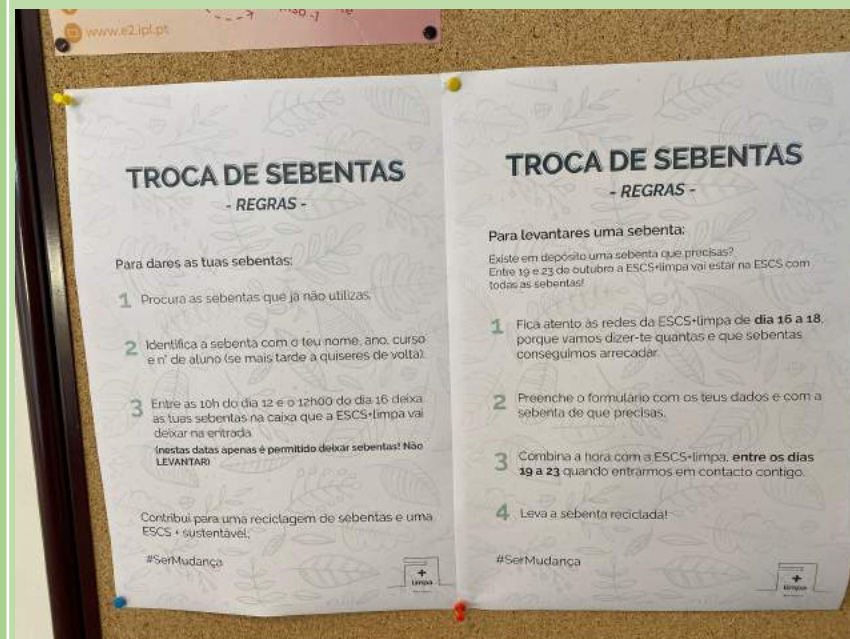 www.e2.ipl.pt
TROCA DE SEBENTAS
- REGRAS -
Para dares as tuas sebentas:
1 Procura as sebentas que já não utilizas;
2 Identifica a sebenta com o teu nome, ano, curso
e nº de aluno (se mais tarde a quiseres de volta);
3 Entre as 10h do dia 12 e o 12h00 do dia 16 deixa
as tuas sebentas na caixa que a ESCS+limpa vai
deixar na entrada
(nestas datas apenas é permitido deixar sebentas! Não
LEVANTAR)
Contribui para uma reciclagem de sebentas e uma
ESCS + sustentável;
#SerMudança
+
limpa
TROCA DE SEBENTAS
- REGRAS -
Para levantares uma sebenta:
Existe em depósito uma sebenta que precisas?
Entre 19 e 23 de outubro a ESCS+limpa vai estar na ESCS com
todas as sebentas!
1 Fica atento às redes da ESCS+limpa de dia 16 a 18,
porque vamos dizer-te quantas e que sebentas
conseguimos arrecadar.
2 Preenche o formulário com os teus dados e com a
sebenta de que precisas.
3 Combina a hora com a ESCS+limpa, entre os dias
19 a 23 quando entrarmos em contacto contigo.
4 Leva a sebenta reciclada!
#SerMudança
+
limpa